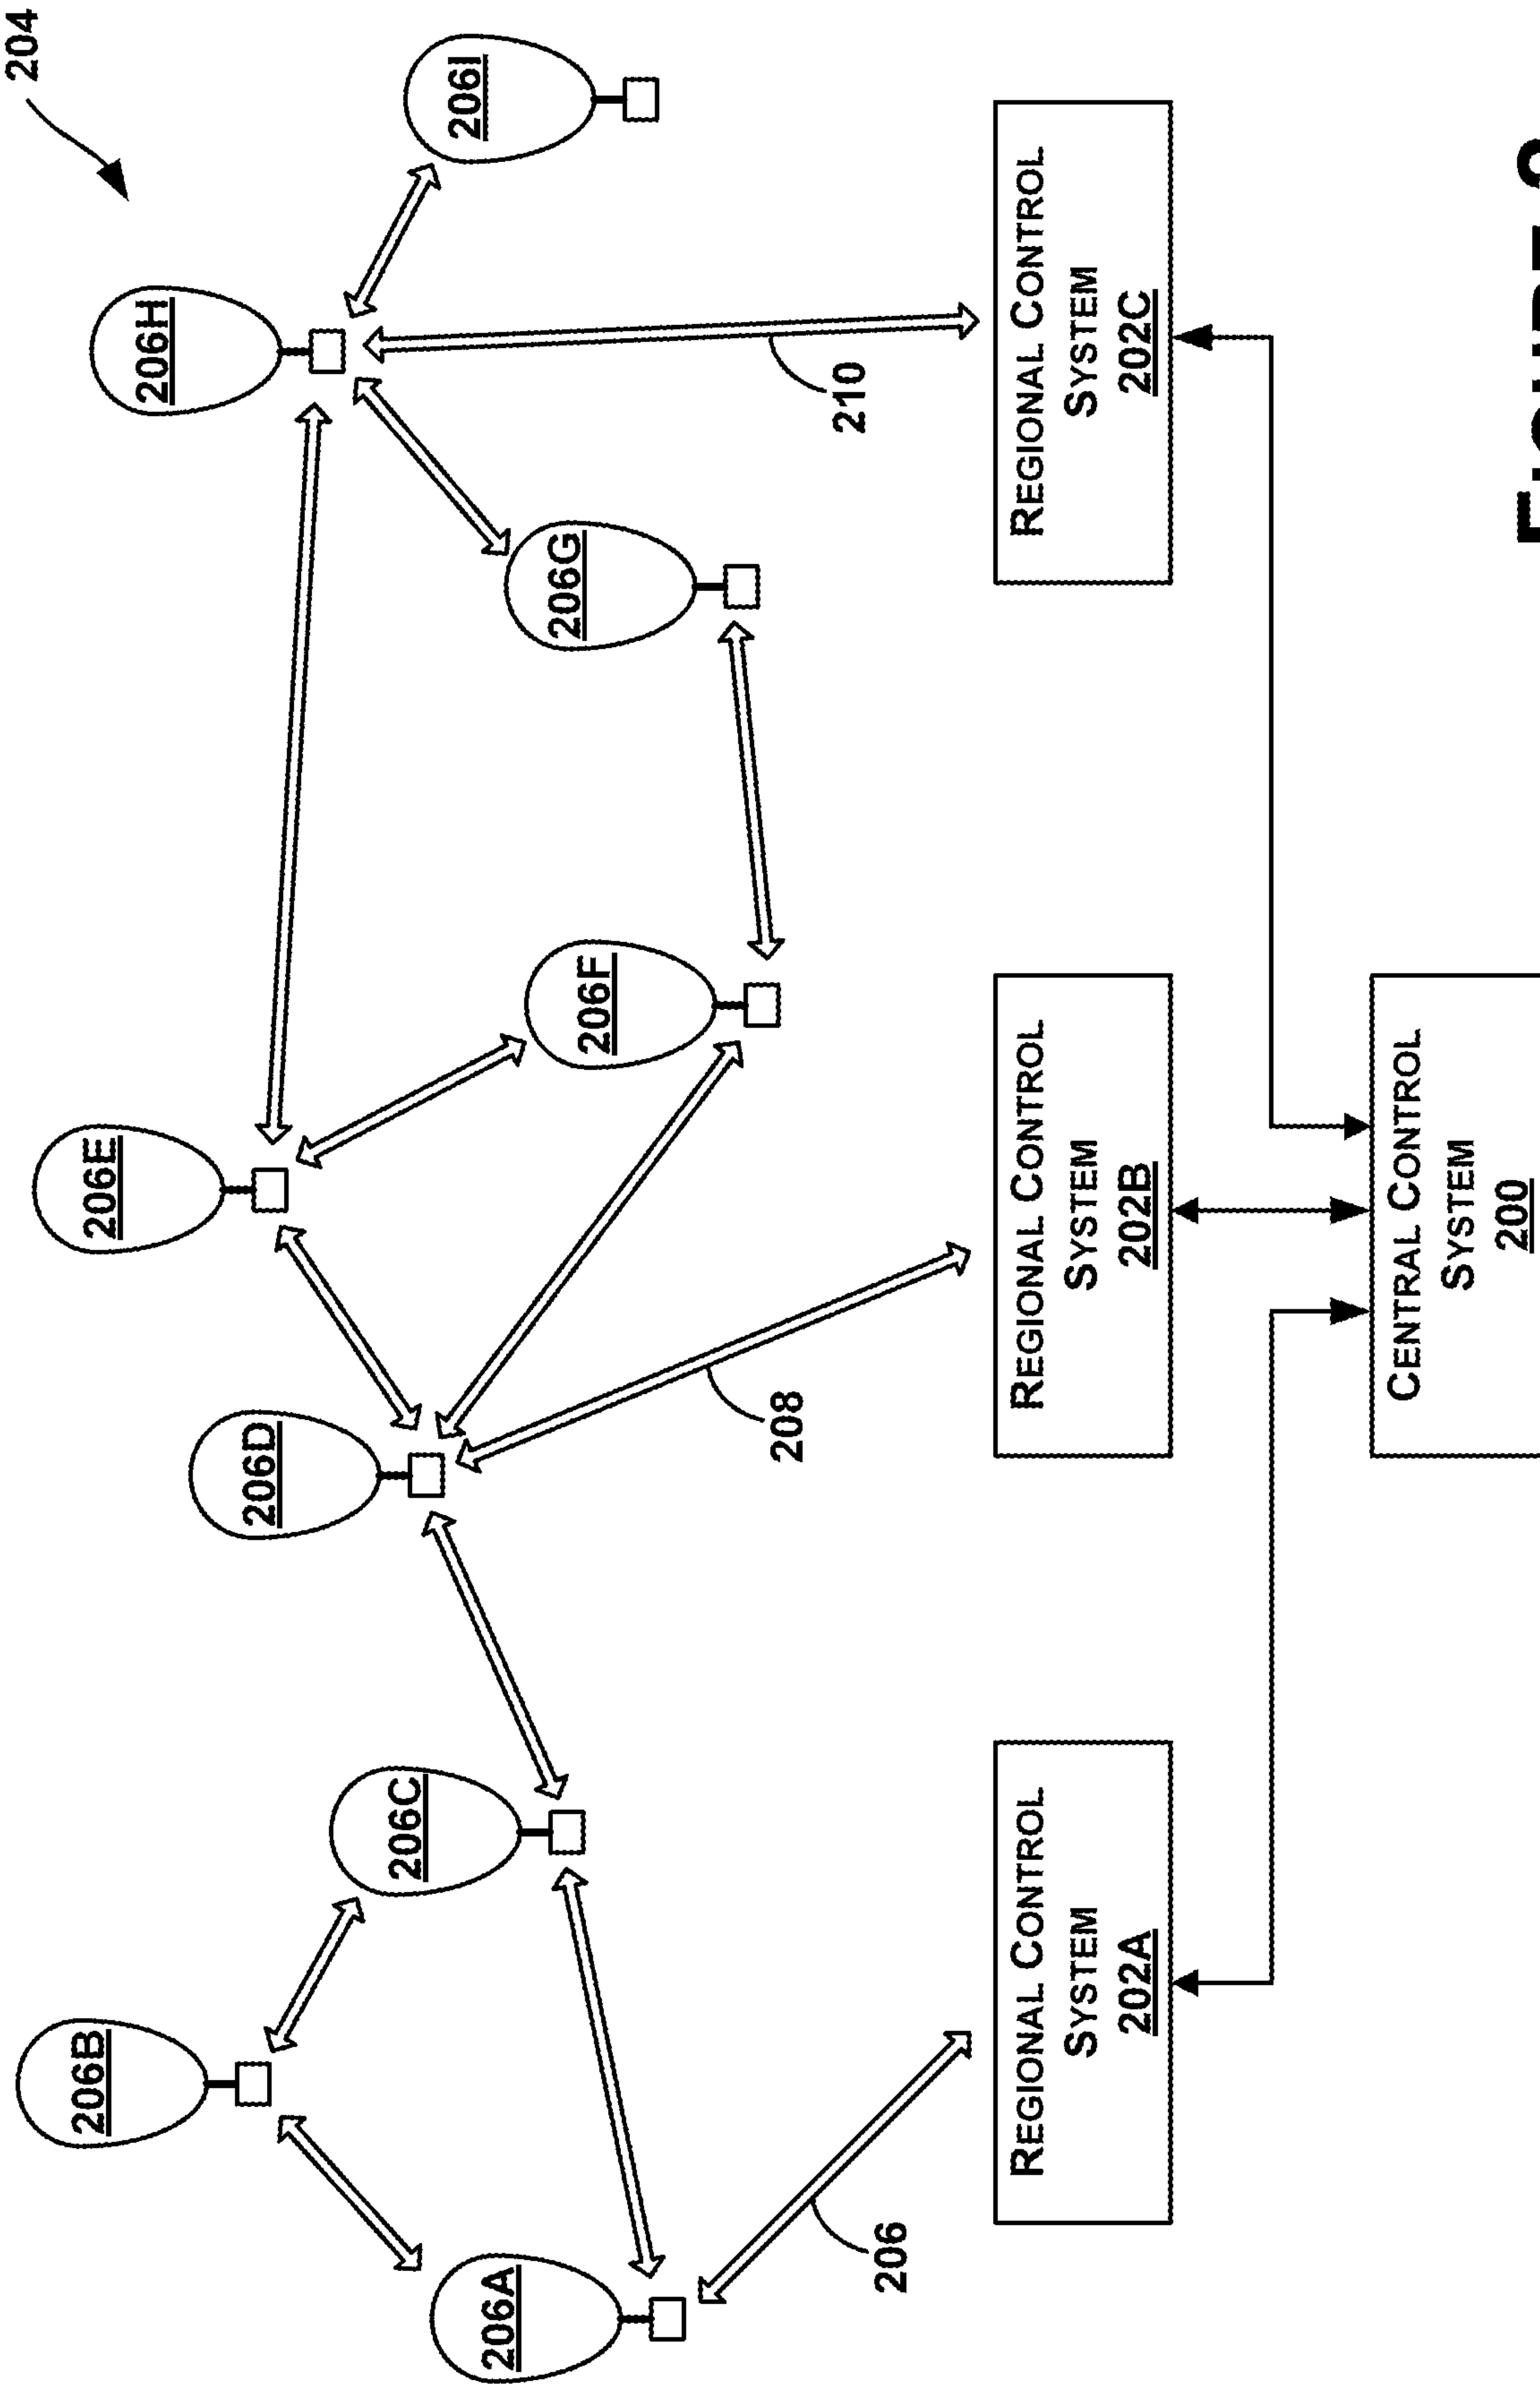 204
206B
206E
206H
206D
206C
206I
206A
206F
206G
206
208
210
REGIONAL CONTROL
SYSTEM
202A
REGIONAL CONTROL
SYSTEM
202B
REGIONAL CONTROL
SYSTEM
202C
CENTRAL CONTROL
SYSTEM
200